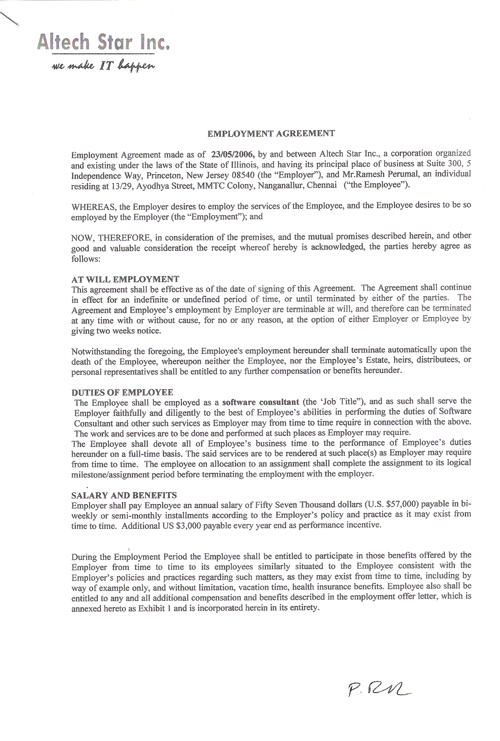 Altech Star Inc.
we make IT happen
EMPLOYMENT AGREEMENT
Employment Agreement made as of 23/05/2006, by and between Altech Star Inc., a corporation organized
and existing under the laws of the State of Illinois, and having its principal place of business at Suite 300, 5
Independence Way, Princeton, New Jersey 08540 (the "Employer"), and Mr.Ramesh Perumal, an individual
residing at 13/29, Ayodhya Street, MMTC Colony, Nanganallur, Chennai ("the Employee").
WHEREAS, the Employer desires to employ the services of the Employee, and the Employee desires to be so
employed by the Employer (the "Employment"); and
NOW, THEREFORE, in consideration of the premises, and the mutual promises described herein, and other
good and valuable consideration the receipt whereof hereby is acknowledged, the parties hereby agree as
follows:
AT WILL EMPLOYMENT
This agreement shall be effective as of the date of signing of this Agreement. The Agreement shall continue
in effect for an indefinite or undefined period of time, or until terminated by either of the parties. The
Agreement and Employee's employment by Employer are terminable at will, and therefore can be terminated
at any time with or without cause, for no or any reason, at the option of either Employer or Employee by
giving two weeks notice.
Notwithstanding the foregoing, the Employee's employment hereunder shall terminate automatically upon the
death of the Employee, whereupon neither the Employee, nor the Employee's Estate, heirs, distributees, or
personal representatives shall be entitled to any further compensation or benefits hereunder.
DUTIES OF EMPLOYEE
The Employee shall be employed as a software consultant (the 'Job Title"), and as such shall serve the
Employer faithfully and diligently to the best of Employee's abilities in performing the duties of Software
Consultant and other such services as Employer may from time to time require in connection with the above.
The work and services are to be done and performed at such places as Employer may require.
The Employee shall devote all of Employee's business time to the performance of Employee's duties
hereunder on a full-time basis. The said services are to be rendered at such place(s) as Employer may require
from time to time. The employee on allocation to an assignment shall complete the assignment to its logical
milestone/assignment period before terminating the employment with the employer.
SALARY AND BENEFITS
Employer shall pay Employee an annual salary of Fifty Seven Thousand dollars (U.S. $57,000) payable in bi-
weekly or semi-monthly installments according to the Employer's policy and practice as it may exist from
time to time. Additional US $3,000 payable every year end as performance incentive.
During the Employment Period the Employee shall be entitled to participate in those benefits offered by the
Employer from time to time to its employees similarly situated to the Employee consistent with the
Employer's policies and practices regarding such matters, as they may exist from time to time, including by
way of example only, and without limitation, vacation time, health insurance benefits. Employee also shall be
entitled to any and all additional compensation and benefits described in the employment offer letter, which is
annexed hereto as Exhibit 1 and is incorporated herein in its entirety.